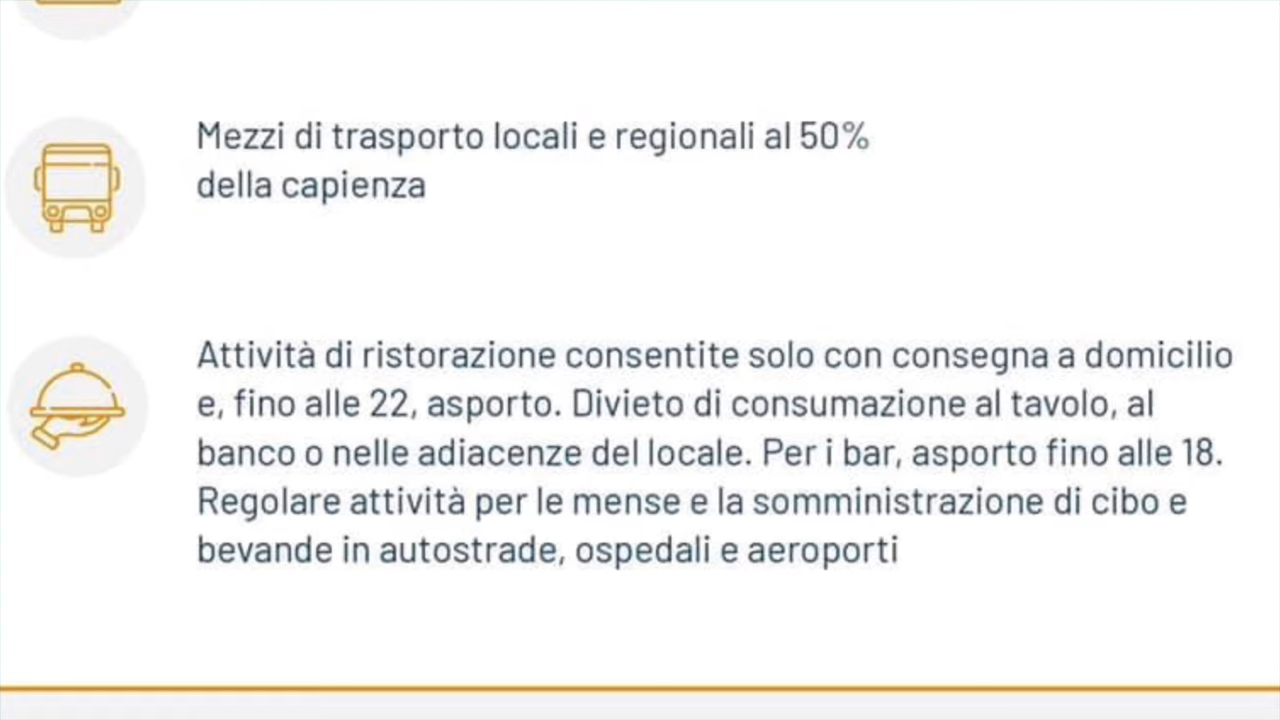 Mezzi di trasporto locali e regionali al 50%
della capienza
Attività di ristorazione consentite solo con consegna a domicilio
e, fino alle 22, asporto. Divieto di consumazione al tavolo, al
banco o nelle adiacenze del locale. Per i bar, asporto fino alle 18.
Regolare attività per le mense e la somministrazione di cibo e
bevande in autostrade, ospedali e aeroporti